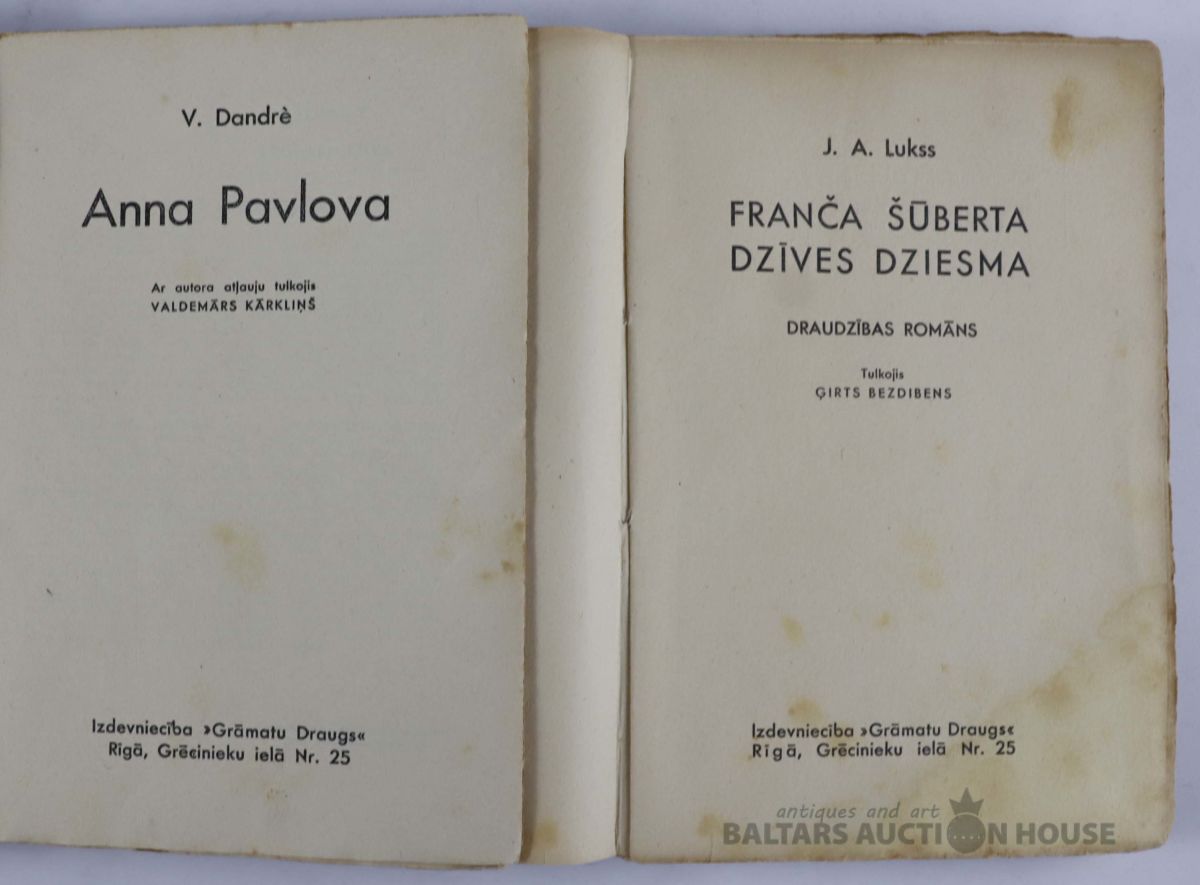 V. Dandrè
Anna Pavlova
Ar autora atļauju tulkojis
VALDEMĀRS KĀRKLIŅŠ
Izdevniecība »Grāmatu Draugs«
Rīgā, Grēcinieku ielā Nr. 25
J. A. Lukss
FRANČA ŠŪBERTA
DZĪVES DZIESMA
DRAUDZĪBAS ROMĀNS
Tulkojis
ĢIRTS BEZDIBENS
Izdevniecība »Grāmatu Draugs«
Rīgā, Grēcinieku ielā Nr. 25
antiques and art
BALTARS AUCTION HOUSE